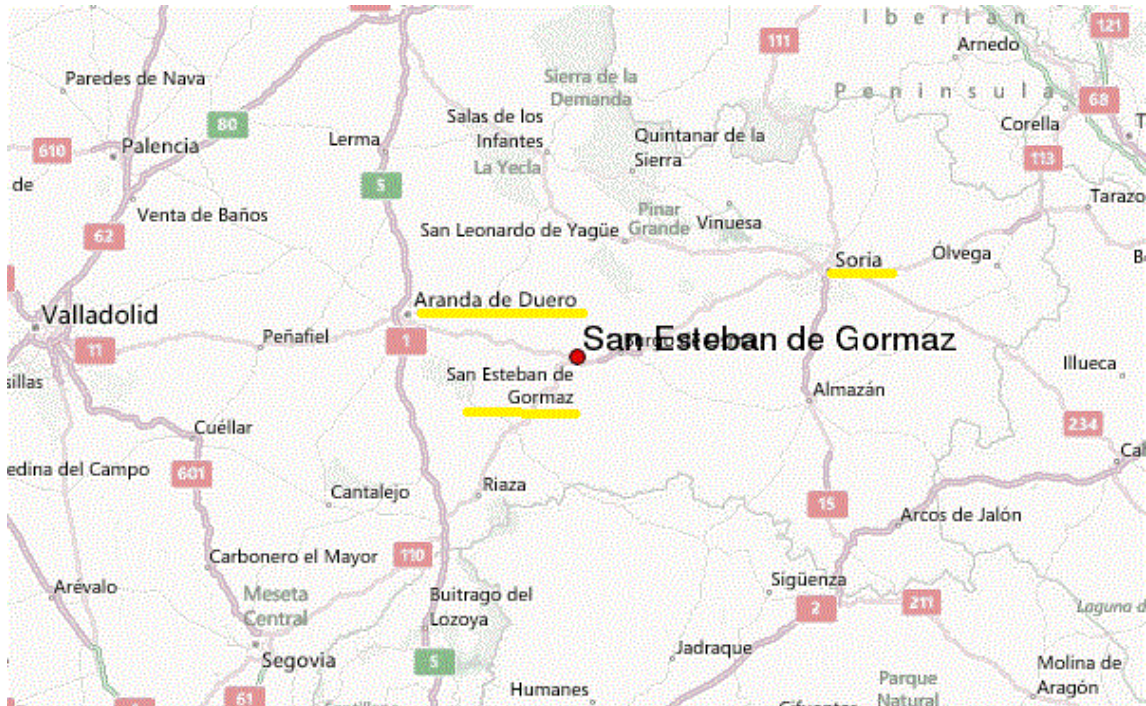 Iberian
121
111
Arnedo
Paredes de Nava
Sierra de la
Demanda
Peninsula
68
80
Salas de los
Infantes
Corella
Quintanar de la
Sierra
Lerma
610
Palencia
La Yecla
113
de
5
Tarazo
Venta de Baños
Pinar
Grande
Vinuesa
62
San Leonardo de Yagüe
Soria
Ólvega
Aranda de Duero
Valladolid
Peñafiel
1
San Esteban de Gormaz
11
Illueca
sillas
San Esteban de
Gormaz
Almazán
234
Cuéllar
Cal
edina del Campo
601
Riaza
Cantalejo
15
Arcos de Jalón
110
Carbonero el Mayor
Sigüenza
Arévalo
Meseta
Central
Buitrago del
Lozoya
2
211
Laguna d
Segovia
5
Jadraque
Molina de
Aragón
Parque
Natural
61
Humanes